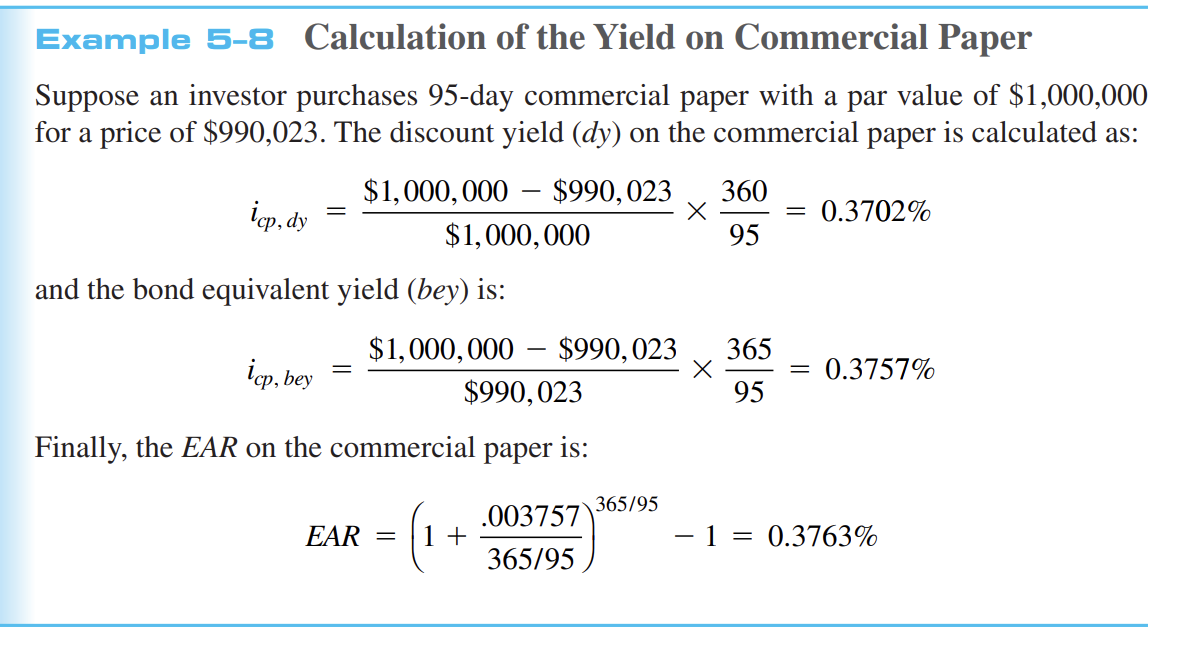 Example 5–8 Calculation of the Yield on Commercial Paper
Suppose an investor purchases 95-day commercial paper with a par value of $1,000,000
for a price of $990,023. The discount yield (dy) on the commercial paper is calculated as:
i_{cp, dy} = \frac{$1,000,000 − $990,023}{$1,000,000} × \frac{360}{95} = 0.3702%
and the bond equivalent yield (bey) is:
i_{cp, bey} = \frac{$1,000,000 − $990,023}{$990,023} × \frac{365}{95} = 0.3757%
Finally, the EAR on the commercial paper is:
EAR = (1 + \frac{.003757}{365/95})^{365/95} − 1 = 0.3763%